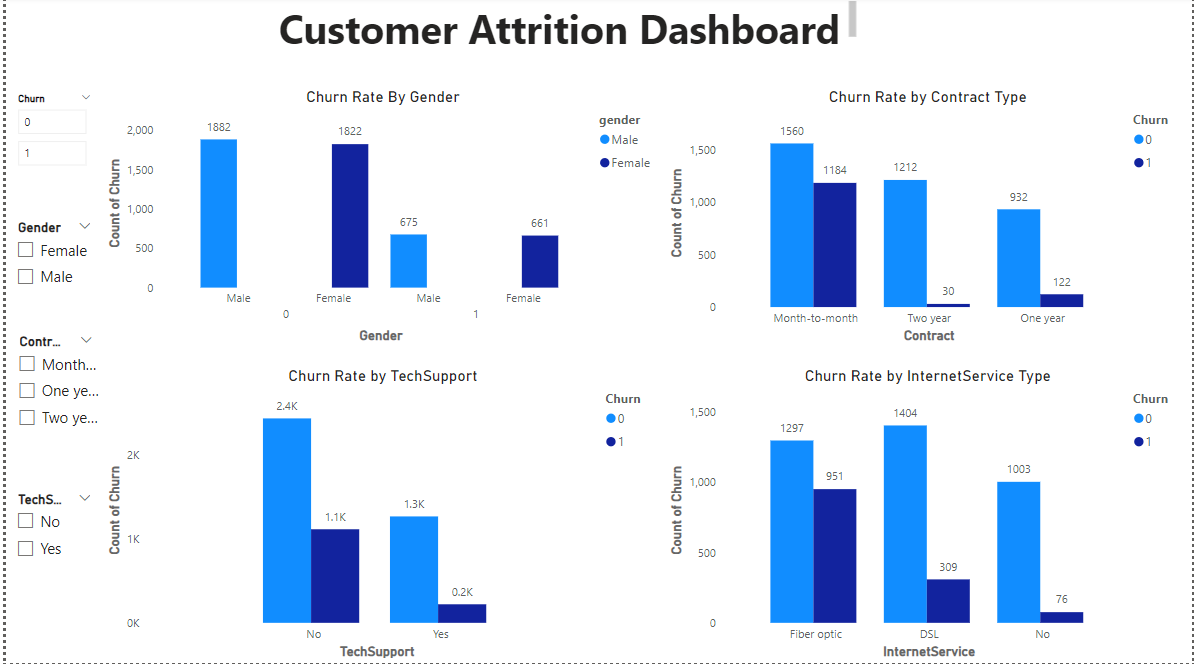 Customer Attrition Dashboard
Churn
0
1
Gender
Female
Male
Contr...
Month...
One ye...
Two ye...
TechS...
No
Yes
Churn Rate By Gender
gender
Male
Female
Count of Churn
2,000
1,500
1,000
500
0
1882
1822
675
661
Male Female Male Female
0 1
Gender
Churn Rate by Contract Type
Churn
0
1
Count of Churn
1,500
1,000
500
0
1560
1184
1212
30
932
122
Month-to-month Two year One year
Contract
Churn Rate by TechSupport
Churn
0
1
Count of Churn
2K
1K
0K
2.4K
1.1K
1.3K
0.2K
No Yes
TechSupport
Churn Rate by InternetService Type
Churn
0
1
Count of Churn
1,500
1,000
500
0
1297
951
1404
309
1003
76
Fiber optic DSL No
InternetService